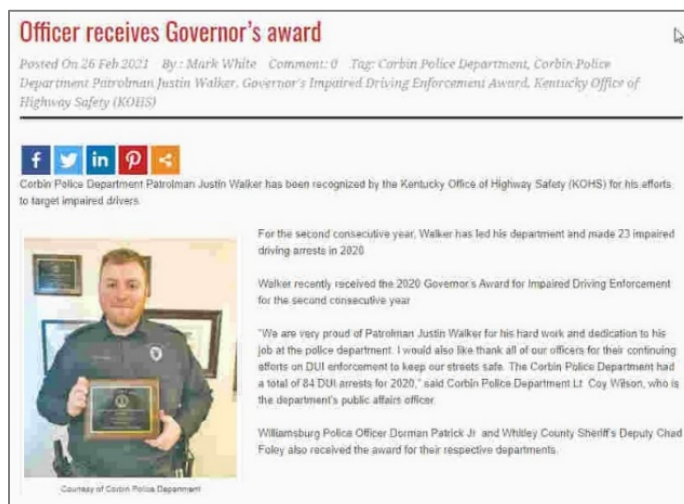 Officer receives Governor's award
Posted On 26 Feb 2021 By : Mark White Comment: 0 Tag: Corbin Police Department, Corbin Police
Department Patrolman Justin Walker, Governor's Impaired Driving Enforcement Award, Kentucky Office of
Highway Safety (KOHS)
Corbin Police Department Patrolman Justin Walker has been recognized by the Kentucky Office of Highway Safety (KOHS) for his efforts
to target impaired drivers.
For the second consecutive year, Walker has led his department and made 23 impaired
driving arrests in 2020
Walker recently received the 2020 Governor's Award for Impaired Driving Enforcement
for the second consecutive year
"We are very proud of Patrolman Justin Walker for his hard work and dedication to his
job at the police department. I would also like thank all of our officers for their continuing
efforts on DUI enforcement to keep our streets safe. The Corbin Police Department had
a total of 84 DUI arrests for 2020," said Corbin Police Department Lt. Coy Wilson, who is
the department's public affairs officer.
Williamsburg Police Officer Dorman Patrick Jr. and Whitley County Sheriff's Deputy Chad
Foley also received the award for their respective departments.
Courtesy of Corbin Police Department